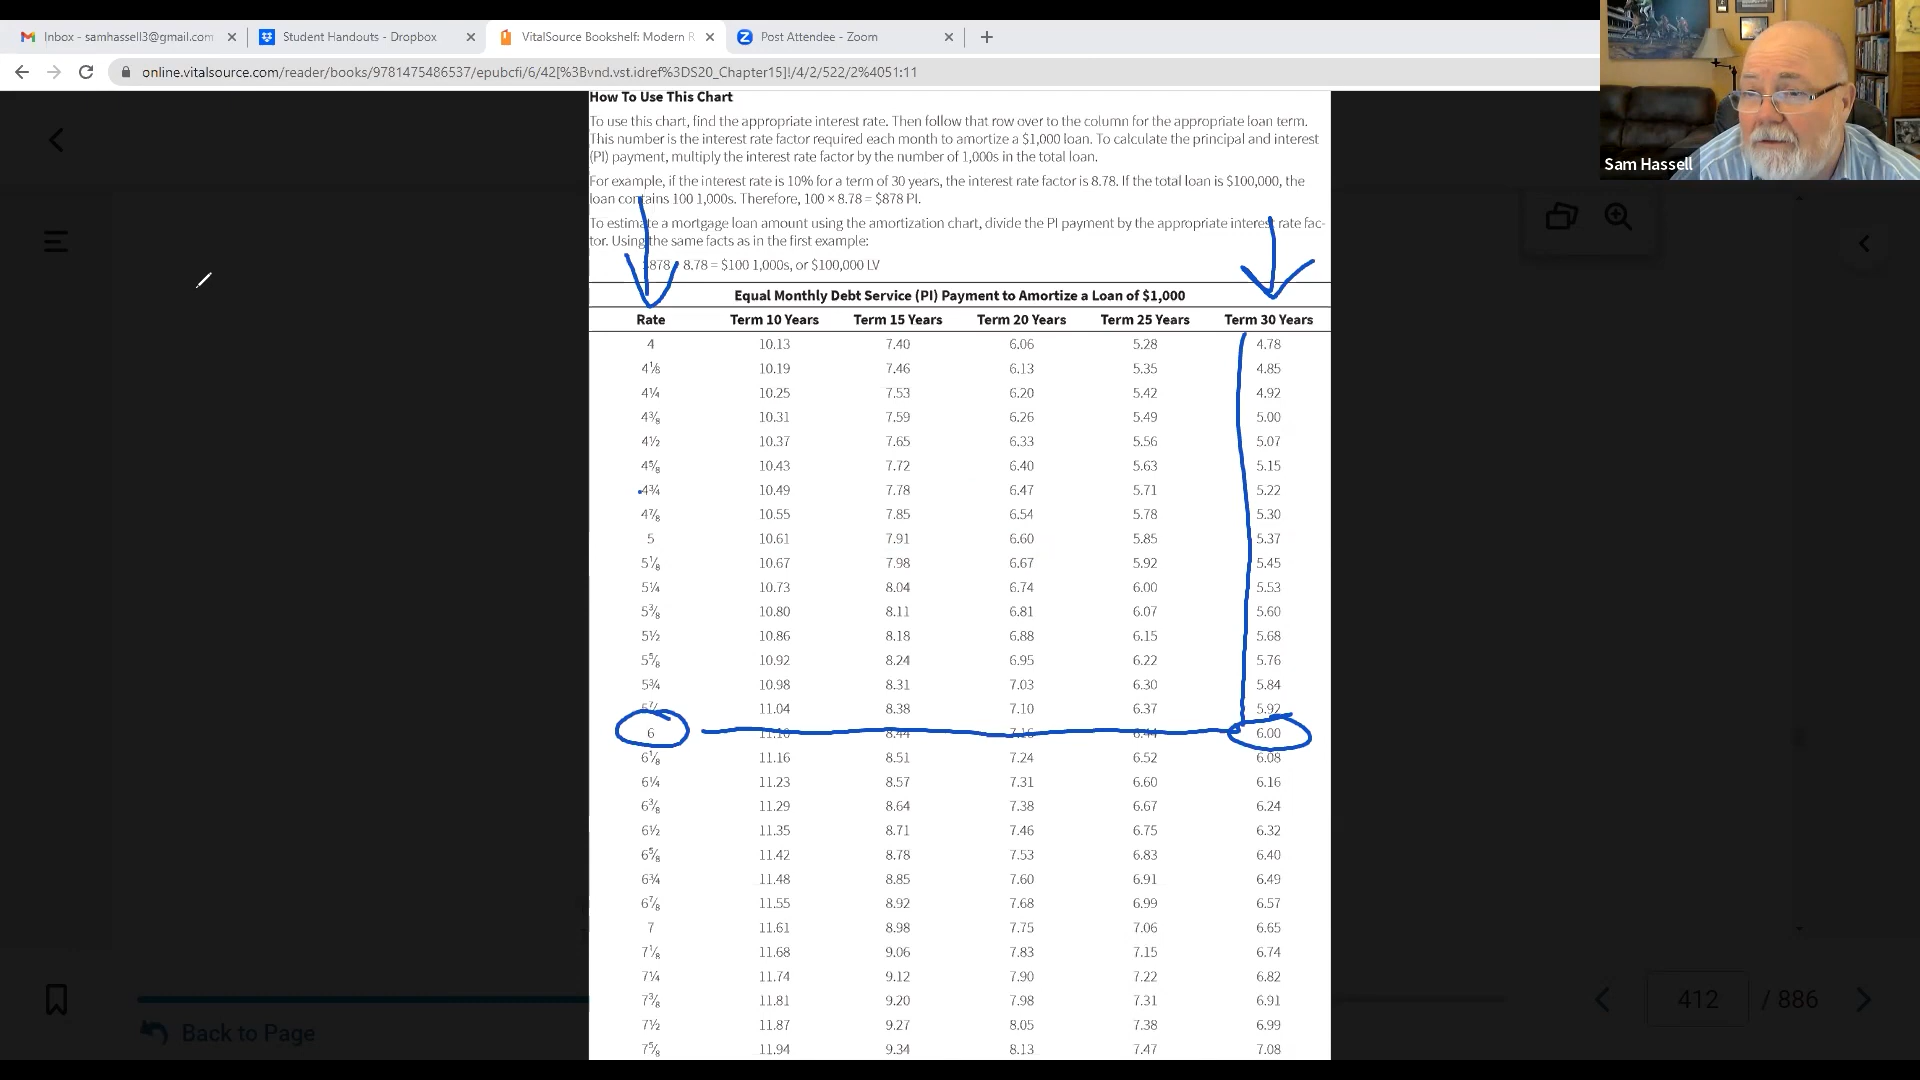 Inbox - samhassell3@gmail.com
Student Handouts - Dropbox
VitalSource Bookshelf: Modern R
Post Attendee - Zoom
online.vitalsource.com/reader/books/9781475486537/epubcfi/6/42[%3Bvnd.vst.idref%3DS20_Chapter15]!/4/2/522/2%4051:11
Sam Hassell
How To Use This Chart
To use this chart, find the appropriate interest rate. Then follow that row over to the column for the appropriate loan term.
This number is the interest rate factor required each month to amortize a $1,000 loan. To calculate the principal and interest
(PI) payment, multiply the interest rate factor by the number of 1,000s in the total loan.
For example, if the interest rate is 10% for a term of 30 years, the interest rate factor is 8.78. If the total loan is $100,000, the
loan contains 100 1,000s. Therefore, 100 × 8.78 = $878 PI.
To estimate a mortgage loan amount using the amortization chart, divide the PI payment by the appropriate interest rate fac-
tor. Using the same facts as in the first example:
878 8.78 = $100 1,000s, or $100,000 LV
Equal Monthly Debt Service (PI) Payment to Amortize a Loan of $1,000
Rate Term 10 Years Term 15 Years Term 20 Years Term 25 Years Term 30 Years
4 10.13 7.40 6.06 5.28 4.78
4⅛ 10.19 7.46 6.13 5.35 4.85
4¼ 10.25 7.53 6.20 5.42 4.92
4⅜ 10.31 7.59 6.26 5.49 5.00
4½ 10.37 7.65 6.33 5.56 5.07
4⅝ 10.43 7.72 6.40 5.63 5.15
4¾ 10.49 7.78 6.47 5.71 5.22
4⅞ 10.55 7.85 6.54 5.78 5.30
5 10.61 7.91 6.60 5.85 5.37
5⅛ 10.67 7.98 6.67 5.92 5.45
5¼ 10.73 8.04 6.74 6.00 5.53
5⅜ 10.80 8.11 6.81 6.07 5.60
5½ 10.86 8.18 6.88 6.15 5.68
5⅝ 10.92 8.24 6.95 6.22 5.76
5¾ 10.98 8.31 7.03 6.30 5.84
5⅞ 11.04 8.38 7.10 6.37 5.92
6 11.10 8.44 7.16 6.44 6.00
6⅛ 11.16 8.51 7.24 6.52 6.08
6¼ 11.23 8.57 7.31 6.60 6.16
6⅜ 11.29 8.64 7.38 6.67 6.24
6½ 11.35 8.71 7.46 6.75 6.32
6⅝ 11.42 8.78 7.53 6.83 6.40
6¾ 11.48 8.85 7.60 6.91 6.49
6⅞ 11.55 8.92 7.68 6.99 6.57
7 11.61 8.98 7.75 7.06 6.65
7⅛ 11.68 9.06 7.83 7.15 6.74
7¼ 11.74 9.12 7.90 7.22 6.82
7⅜ 11.81 9.20 7.98 7.31 6.91
7½ 11.87 9.27 8.05 7.38 6.99
7⅝ 11.94 9.34 8.13 7.47 7.08
412 / 886
Back to Page